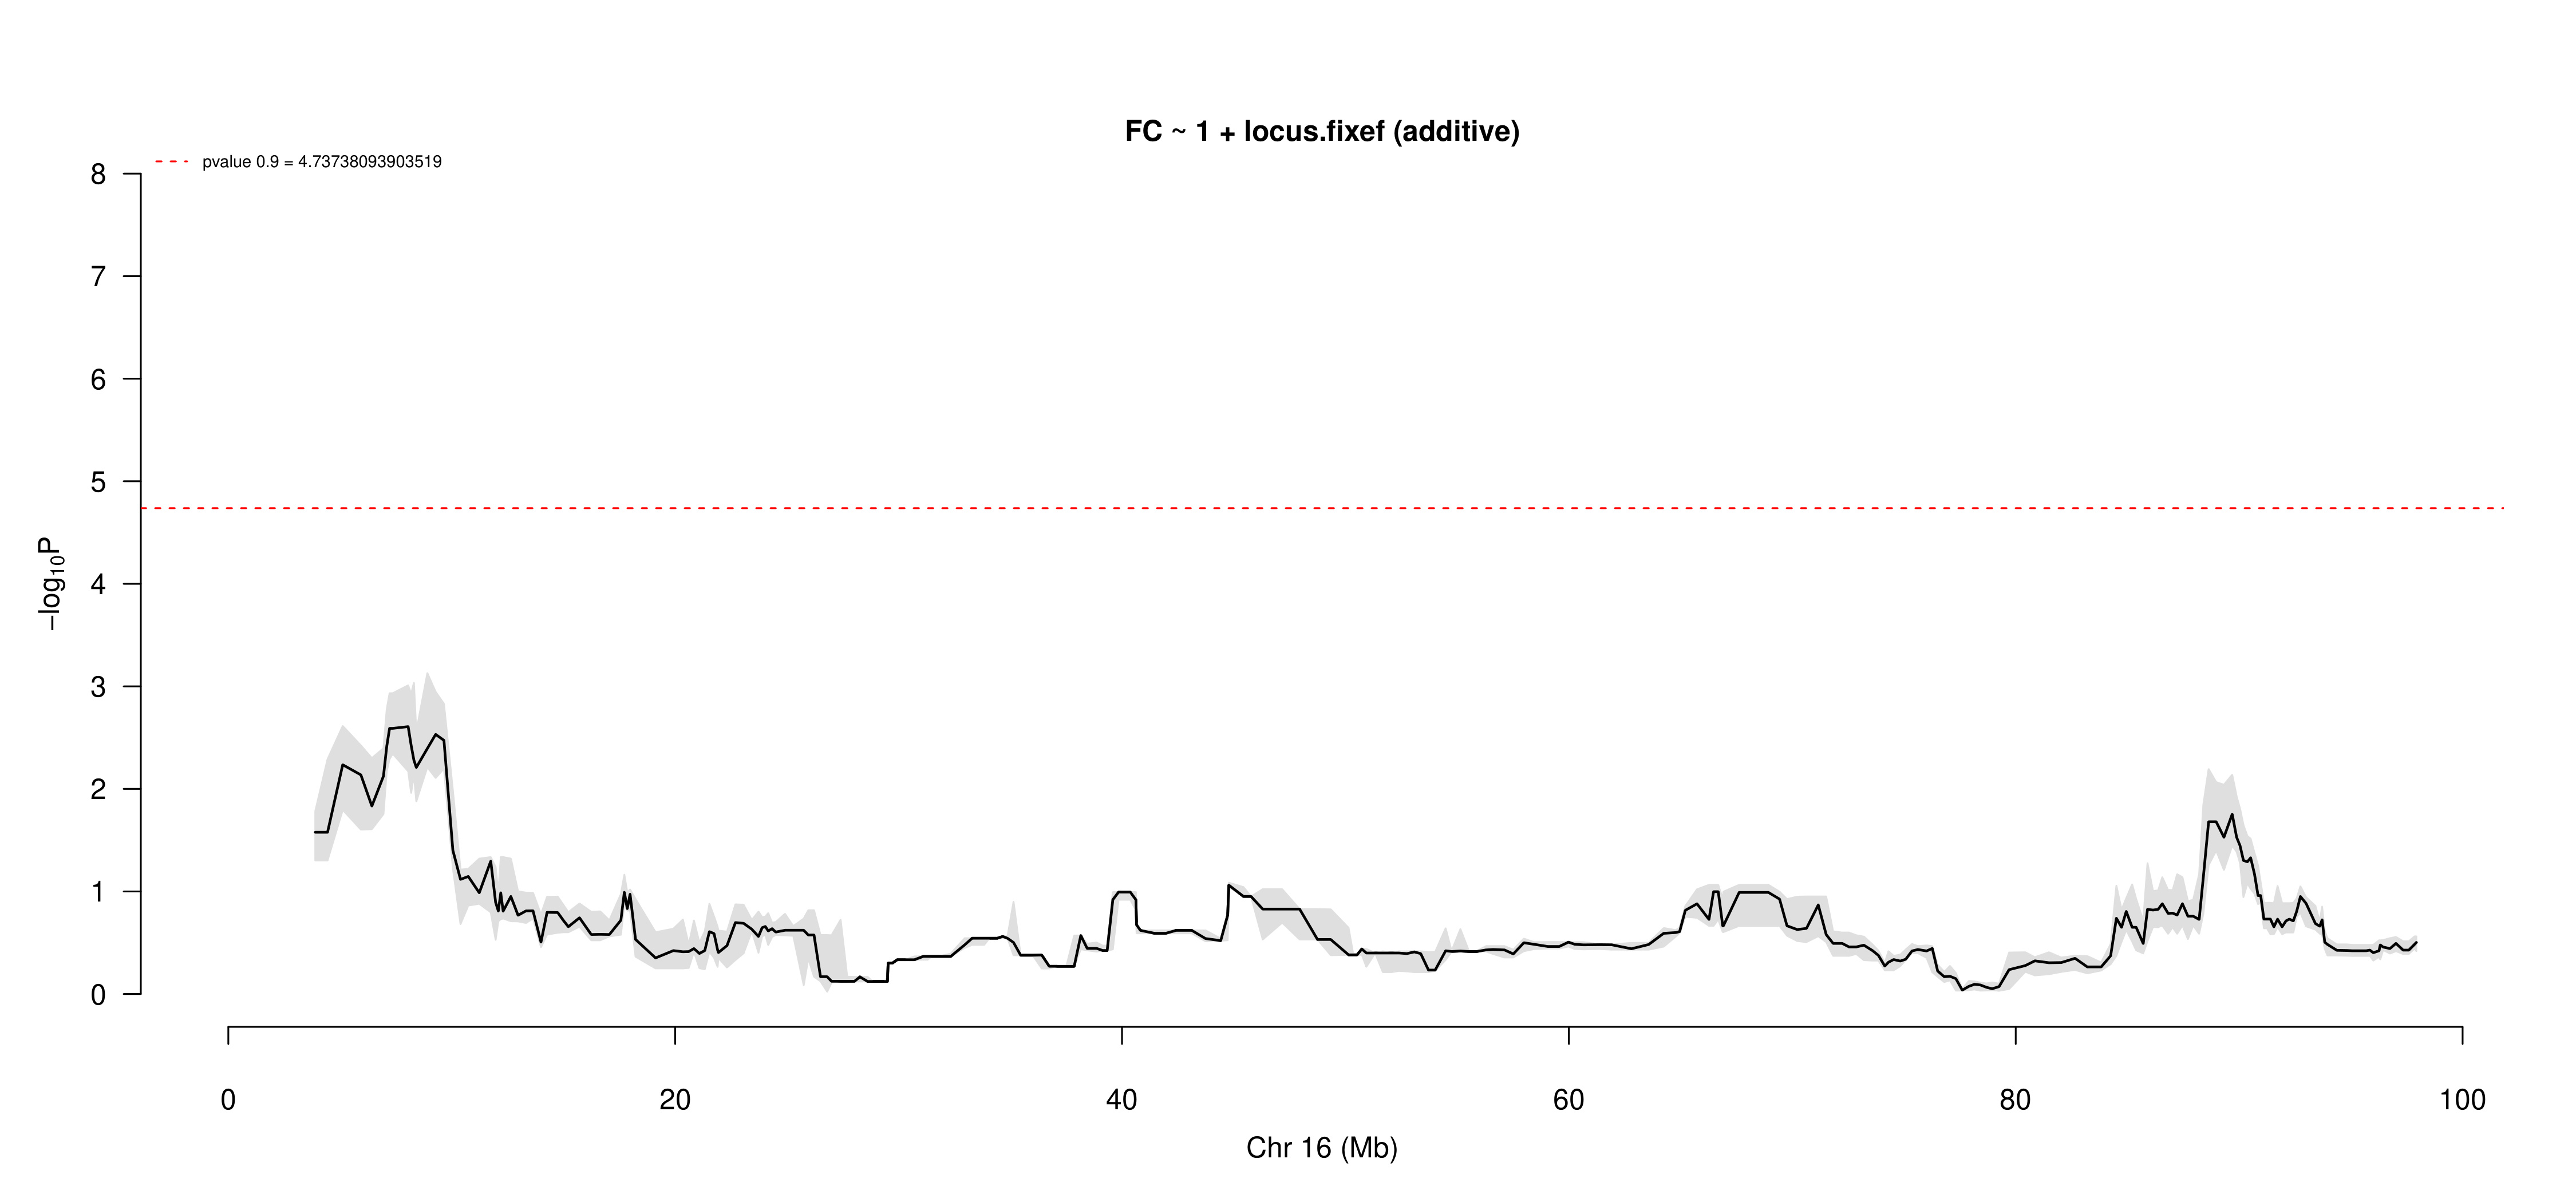 FC ~ 1 + locus.fixef (additive)
pvalue 0.9 = 4.73738093903519
8
7
6
5
4
3
2
1
0
−log₁₀P
0 20 40 60 80 100
Chr 16 (Mb)